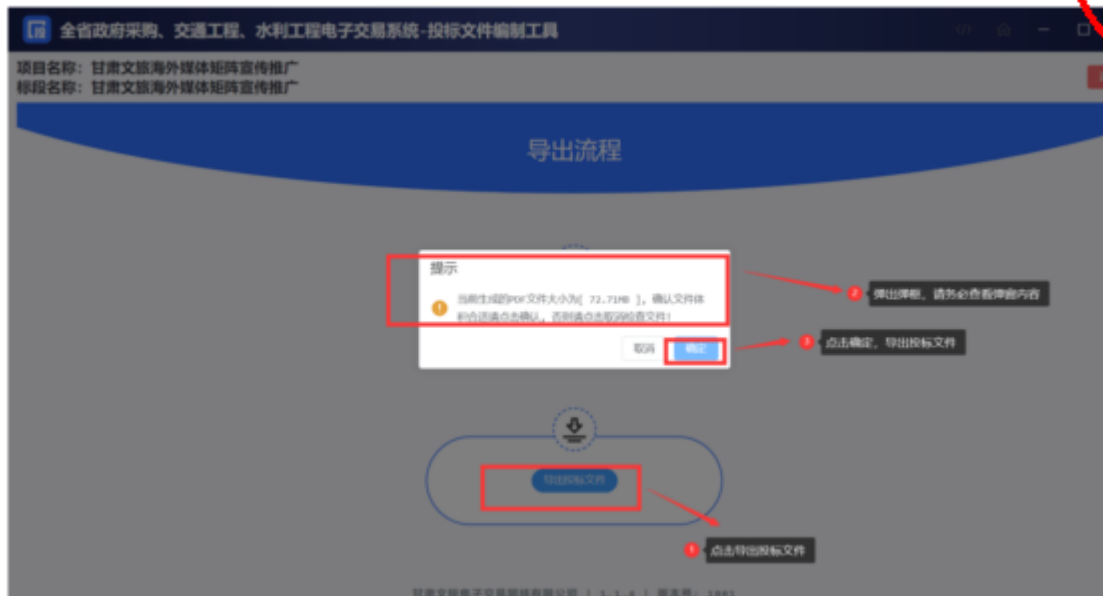 全省政府采购、交通工程、水利工程电子交易系统-投标文件编制工具
项目名称：甘肃文旅海外媒体矩阵宣传推广
标段名称：甘肃文旅海外媒体矩阵宣传推广
导出流程
提示
当前生成的PDF文件大小为[ 72.71MB ]，确认文件体
积合适请点击确认，否则请点击取消检查文件！
2 弹出弹框，请务必查看弹窗内容
取消 确定
3 点击确定，导出投标文件
导出投标文件
1 点击导出投标文件